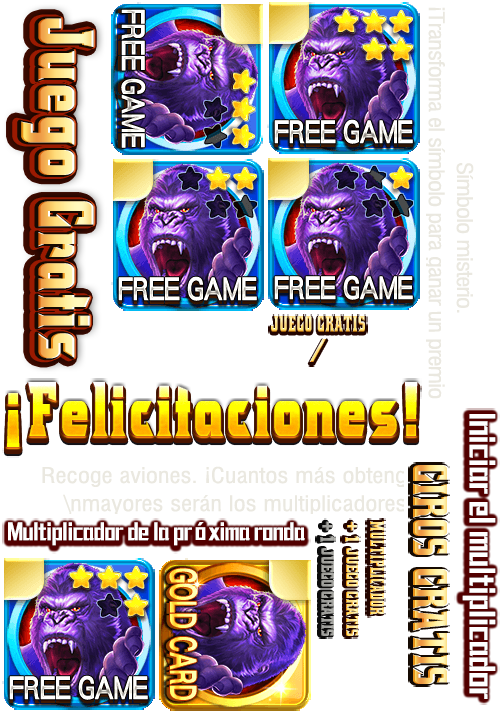 Juego Gratis
FREE GAME
FREE GAME
FREE GAME
FREE GAME
JUEGO GRATIS
/
Símbolo misterio.
¡Transforma el símbolo para ganar un premio
¡Felicitaciones!
Recoge aviones. ¡Cuantos más obteng
\nmayores serán los multiplicadores
Multiplicador de la próxima ronda
FREE GAME
GOLD CARD
+1 JUEGO GRATIS
+1 JUEGO GRATIS
MULTIPLICADOR
GIROS GRATIS
Iniciar el multiplicador